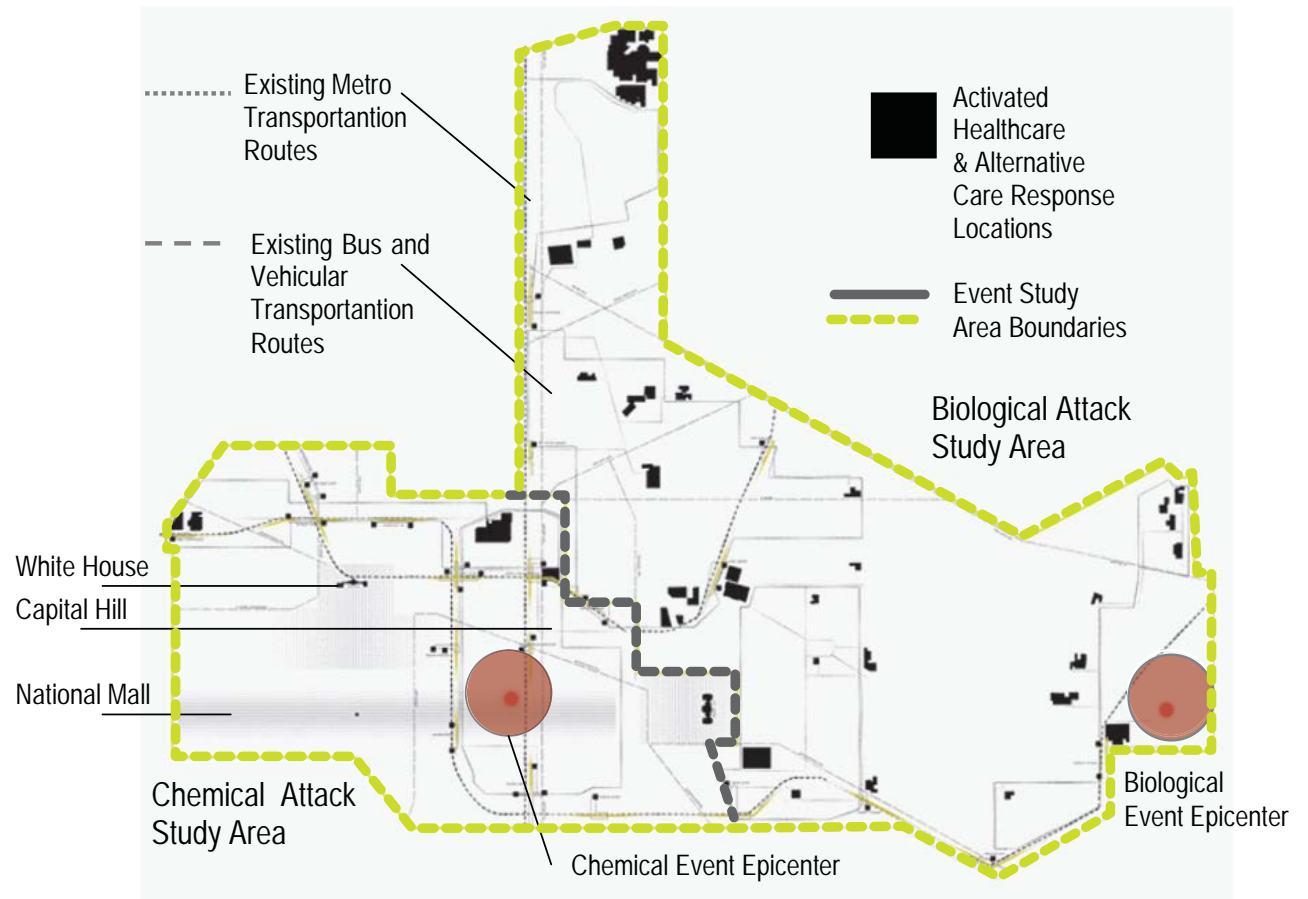 Existing Metro
Transportantion
Routes
Existing Bus and
Vehicular
Transportantion
Routes
Activated
Healthcare
& Alternative
Care Response
Locations
Event Study
Area Boundaries
Biological Attack
Study Area
White House
Capital Hill
National Mall
Chemical Attack
Study Area
Chemical Event Epicenter
Biological
Event Epicenter